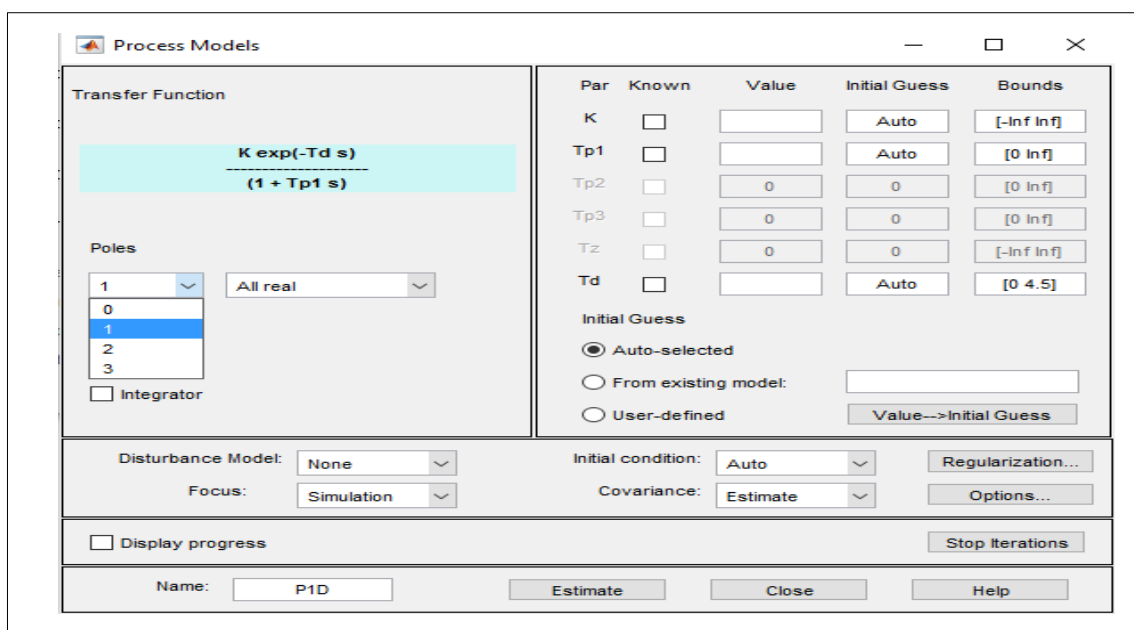 Process Models
Transfer Function
K exp(-Td s)
--------------------
(1 + Tp1 s)
Poles
1 All real
0
1
2
3
Integrator
Par Known Value Initial Guess Bounds
K Auto [-Inf Inf]
Tp1 Auto [0 Inf]
Tp2 0 0 [0 Inf]
Tp3 0 0 [0 Inf]
Tz 0 0 [-Inf Inf]
Td Auto [0 4.5]
Initial Guess
Auto-selected
From existing model:
User-defined Value-->Initial Guess
Disturbance Model: None Initial condition: Auto Regularization...
Focus: Simulation Covariance: Estimate Options...
Display progress Stop Iterations
Name: P1D Estimate Close Help